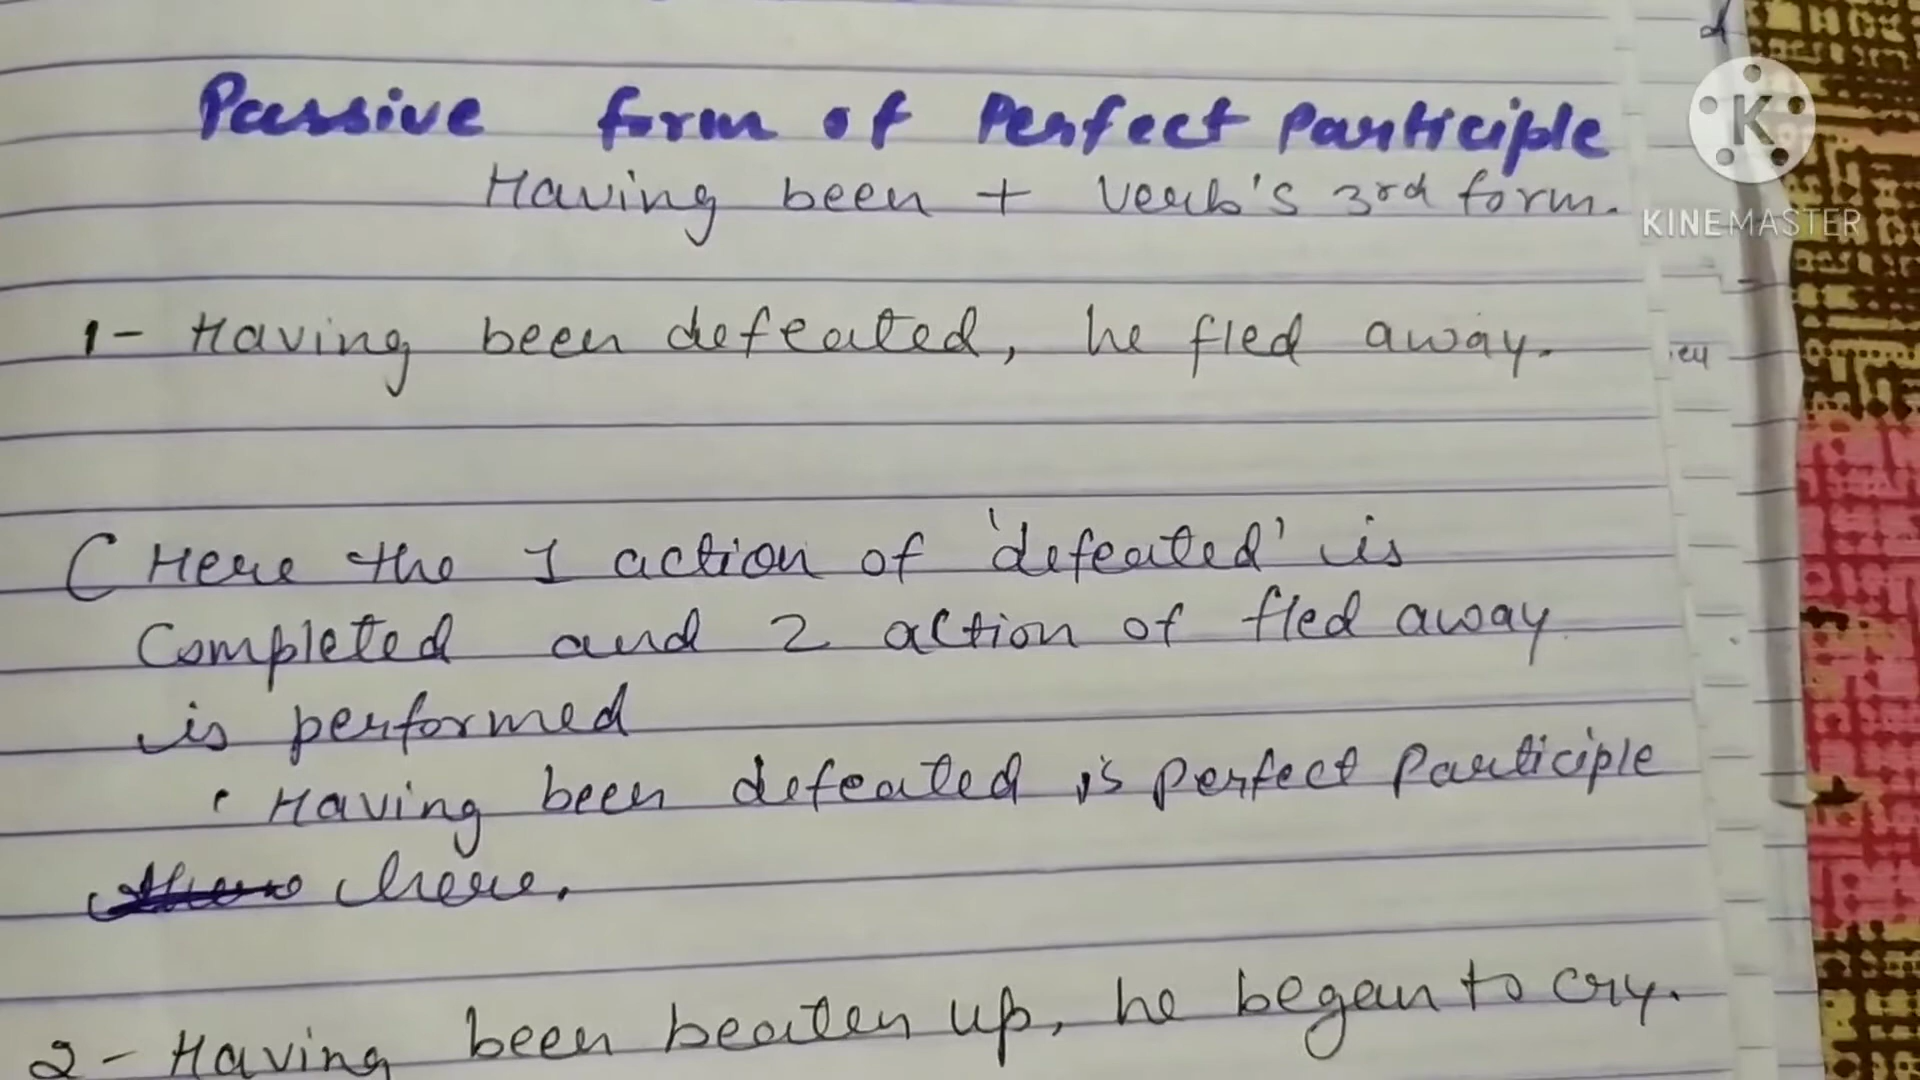 Passive form of Perfect Participle
Having been + Verb's 3rd form.
KINEMASTER
1- Having been defeated, he fled away.
(Here the 1 action of 'defeated' is
Completed and 2 action of fled away
is performed
Having been defeated is perfect Participle
here.
2- Having been beaten up, he began to cry.